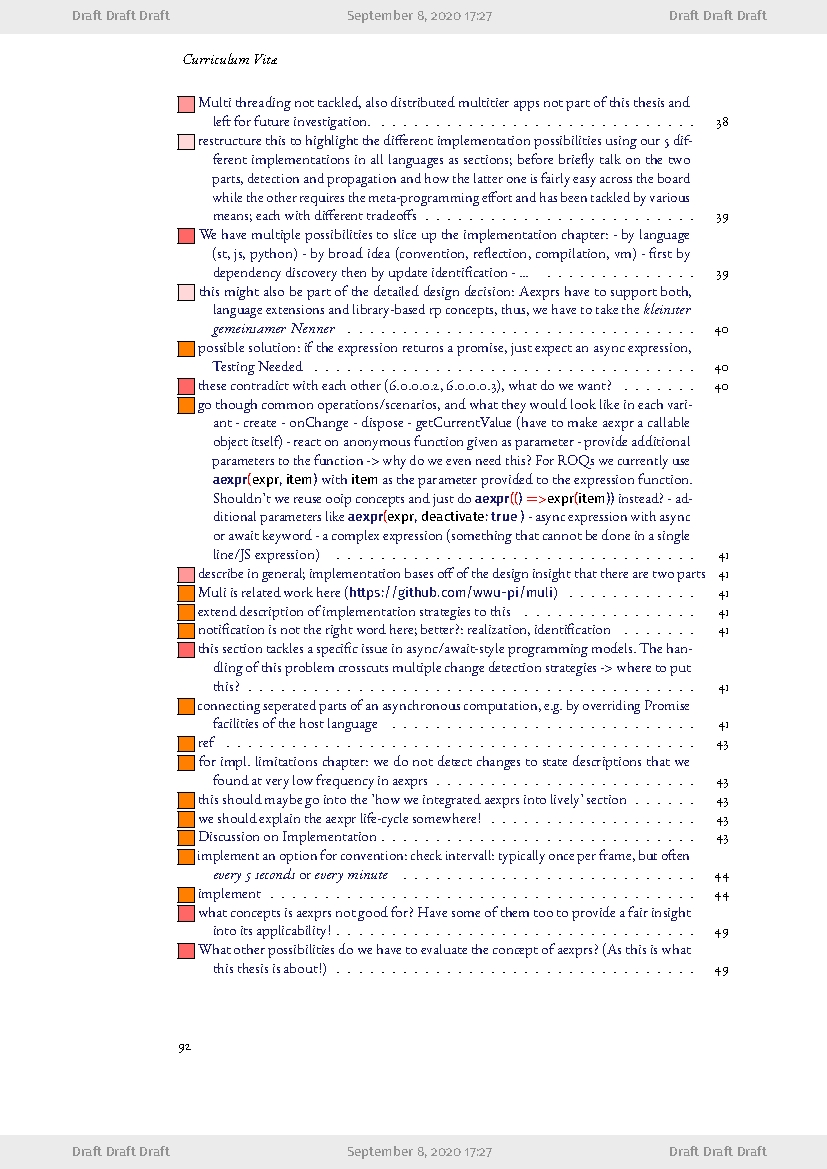 Draft Draft Draft September 8, 2020 17:27 Draft Draft Draft
Curriculum Vitæ
Multi threading not tackled, also distributed multitier apps not part of this thesis and
left for future investigation. . . . . . . . . . . . . . . . . . . . . . . . . . . . . . 38
restructure this to highlight the different implementation possibilities using our 5 dif-
ferent implementations in all languages as sections; before briefly talk on the two
parts, detection and propagation and how the latter one is fairly easy across the board
while the other requires the meta-programming effort and has been tackled by various
means; each with different tradeoffs . . . . . . . . . . . . . . . . . . . . . . . . . 39
We have multiple possibilities to slice up the implementation chapter: - by language
(st, js, python) - by broad idea (convention, reflection, compilation, vm) - first by
dependency discovery then by update identification - ... . . . . . . . . . . . . . . 39
this might also be part of the detailed design decision: Aexprs have to support both,
language extensions and library-based rp concepts, thus, we have to take the kleinster
gemeinsamer Nenner . . . . . . . . . . . . . . . . . . . . . . . . . . . . . . . . 40
possible solution: if the expression returns a promise, just expect an async expression,
Testing Needed . . . . . . . . . . . . . . . . . . . . . . . . . . . . . . . . . . . 40
these contradict with each other (6.0.0.0.2, 6.0.0.0.3), what do we want? . . . . . . . 40
go though common operations/scenarios, and what they would look like in each vari-
ant - create - onChange - dispose - getCurrentValue (have to make aexpr a callable
object itself) - react on anonymous function given as parameter - provide additional
parameters to the function -> why do we even need this? For ROQs we currently use
aexpr(expr, item) with item as the parameter provided to the expression function.
Shouldn't we reuse ooip concepts and just do aexpr(() =>expr(item)) instead? - ad-
ditional parameters like aexpr(expr, deactivate: true ) - async expression with async
or await keyword - a complex expression (something that cannot be done in a single
line/JS expression) . . . . . . . . . . . . . . . . . . . . . . . . . . . . . . . . . 41
describe in general; implementation bases off of the design insight that there are two parts 41
Muli is related work here (https://github.com/wwu-pi/muli) . . . . . . . . . . . . 41
extend description of implementation strategies to this . . . . . . . . . . . . . . . . 41
notification is not the right word here; better?: realization, identification . . . . . . . 41
this section tackles a specific issue in async/await-style programming models. The han-
dling of this problem crosscuts multiple change detection strategies -> where to put
this? . . . . . . . . . . . . . . . . . . . . . . . . . . . . . . . . . . . . . . . . . 41
connecting seperated parts of an asynchronous computation, e.g. by overriding Promise
facilities of the host language . . . . . . . . . . . . . . . . . . . . . . . . . . . . 41
ref . . . . . . . . . . . . . . . . . . . . . . . . . . . . . . . . . . . . . . . . . . . 43
for impl. limitations chapter: we do not detect changes to state descriptions that we
found at very low frequency in aexprs . . . . . . . . . . . . . . . . . . . . . . . . 43
this should maybe go into the 'how we integrated aexprs into lively' section . . . . . . 43
we should explain the aexpr life-cycle somewhere! . . . . . . . . . . . . . . . . . . . 43
Discussion on Implementation . . . . . . . . . . . . . . . . . . . . . . . . . . . . . 43
implement an option for convention: check intervall: typically once per frame, but often
every 5 seconds or every minute . . . . . . . . . . . . . . . . . . . . . . . . . . . 44
implement . . . . . . . . . . . . . . . . . . . . . . . . . . . . . . . . . . . . . . . 44
what concepts is aexprs not good for? Have some of them too to provide a fair insight
into its applicability! . . . . . . . . . . . . . . . . . . . . . . . . . . . . . . . . . 49
What other possibilities do we have to evaluate the concept of aexprs? (As this is what
this thesis is about!) . . . . . . . . . . . . . . . . . . . . . . . . . . . . . . . . . 49
92
Draft Draft Draft September 8, 2020 17:27 Draft Draft Draft